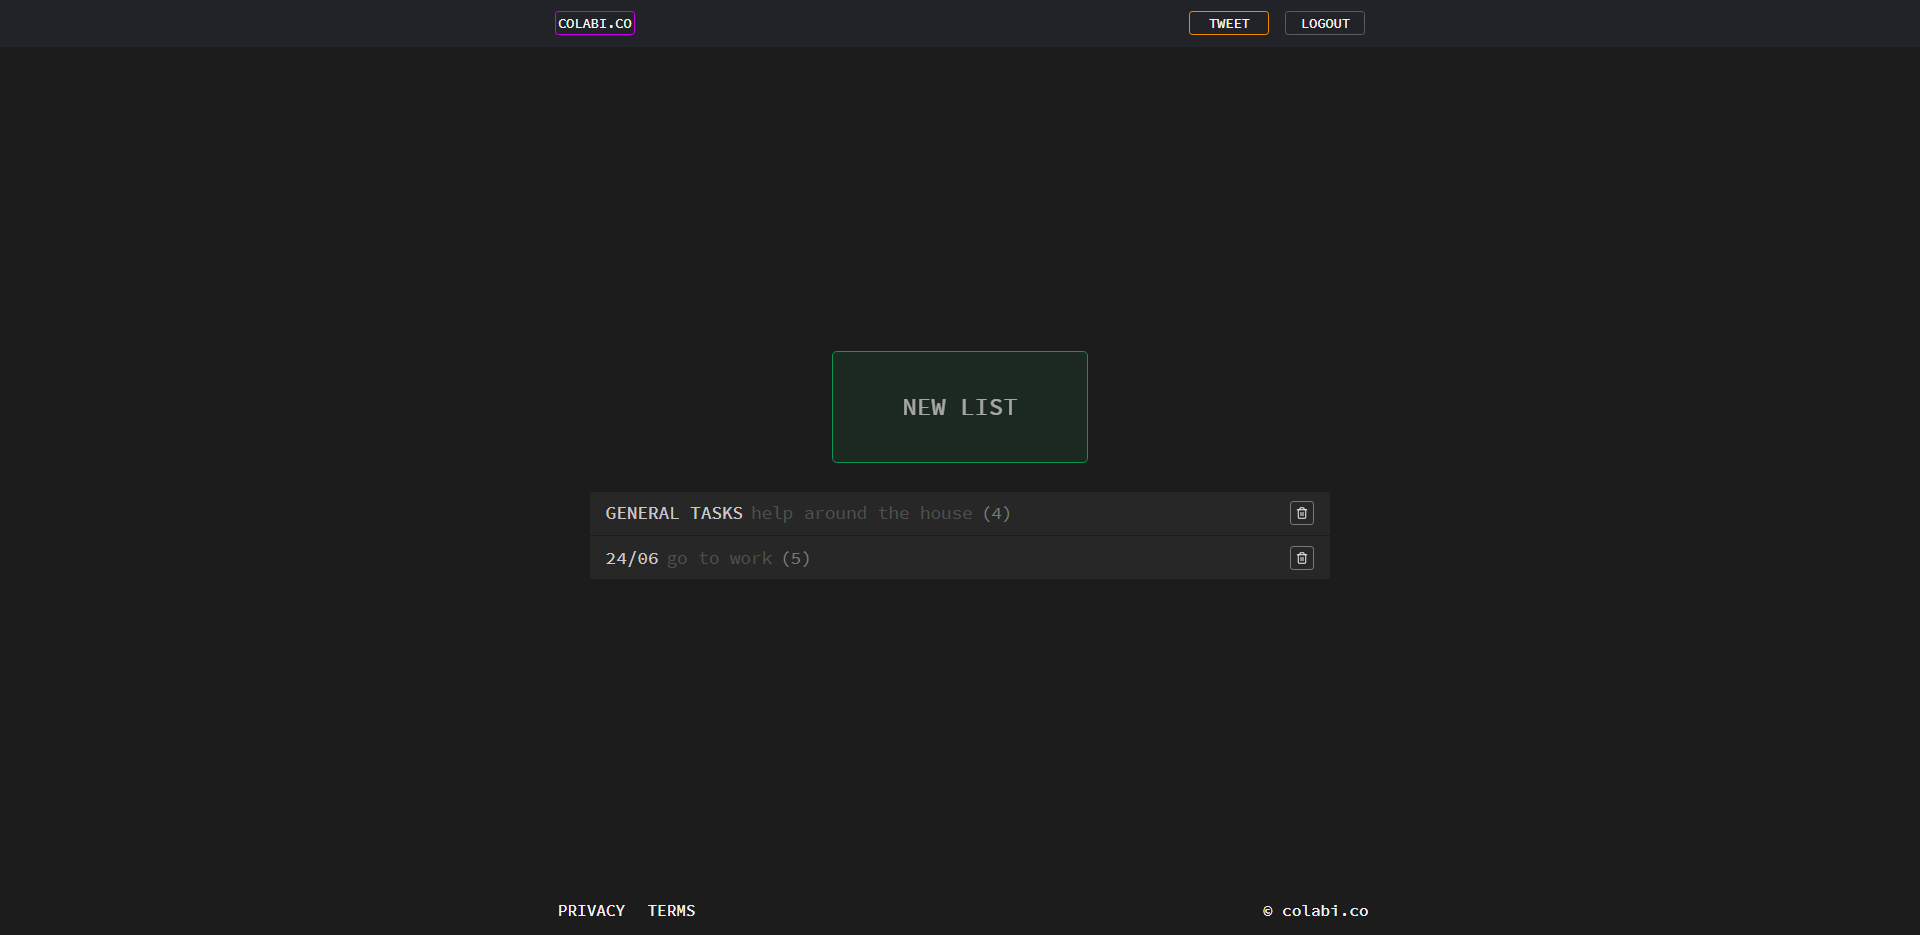 COLABI.CO TWEET LOGOUT
NEW LIST
GENERAL TASKS help around the house (4)
24/06 go to work (5)
PRIVACY TERMS © colabi.co